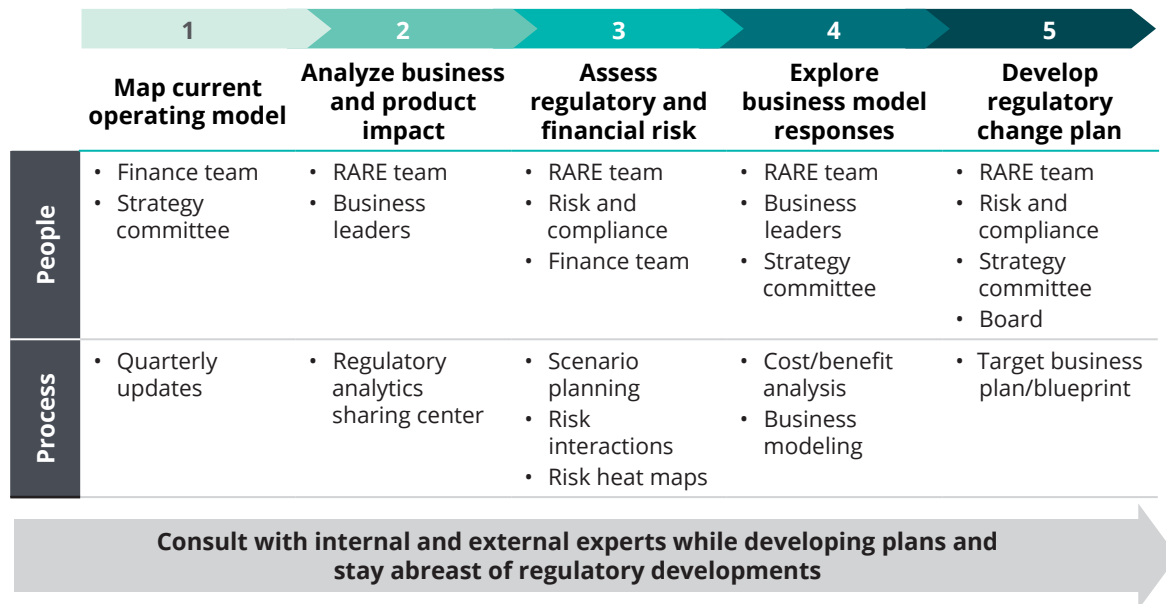 1
2
3
4
5
Map current
operating model
Analyze business
and product
impact
Assess
regulatory and
financial risk
Explore
business model
responses
Develop
regulatory
change plan
People
• Finance team
• Strategy
committee
• RARE team
• Business
leaders
• RARE team
• Risk and
compliance
• Finance team
• RARE team
• Business
leaders
• Strategy
committee
• RARE team
• Risk and
compliance
• Strategy
committee
• Board
Process
• Quarterly
updates
• Regulatory
analytics
sharing center
• Scenario
planning
• Risk
interactions
• Risk heat maps
• Cost/benefit
analysis
• Business
modeling
• Target business
plan/blueprint
Consult with internal and external experts while developing plans and
stay abreast of regulatory developments